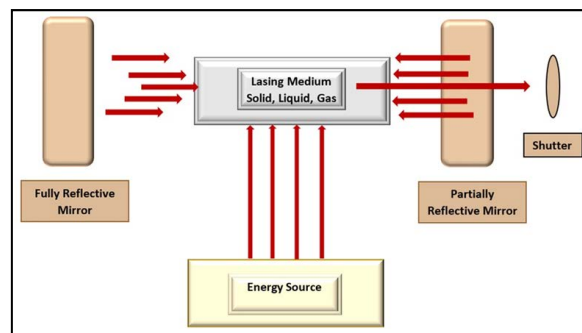 Lasing Medium
Solid, Liquid, Gas
Shutter
Fully Reflective
Mirror
Partially
Reflective Mirror
Energy Source